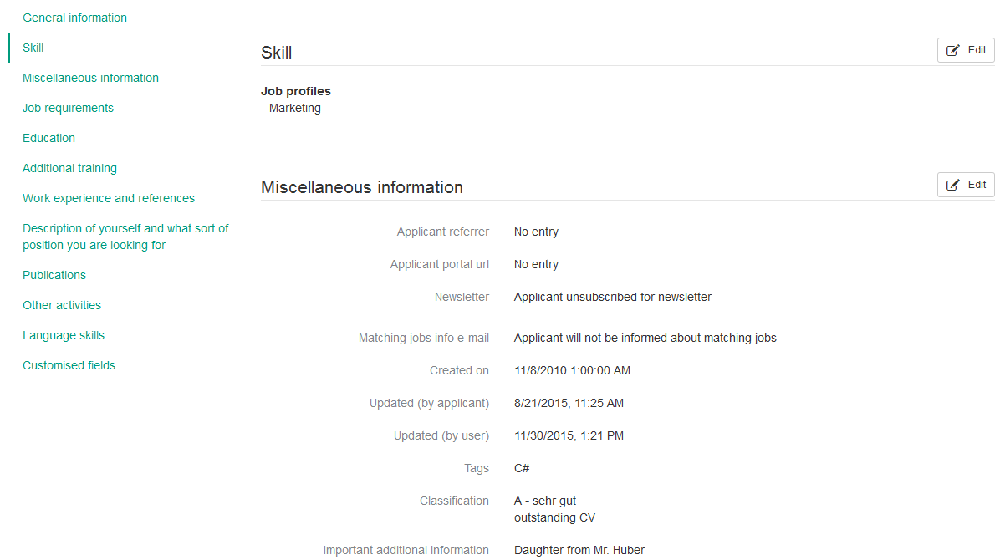 General information
Skill
Miscellaneous information
Job requirements
Education
Additional training
Work experience and references
Description of yourself and what sort of
position you are looking for
Publications
Other activities
Language skills
Customised fields
Skill
Edit
Job profiles
Marketing
Miscellaneous information
Edit
Applicant referrer No entry
Applicant portal url No entry
Newsletter Applicant unsubscribed for newsletter
Matching jobs info e-mail Applicant will not be informed about matching jobs
Created on 11/8/2010 1:00:00 AM
Updated (by applicant) 8/21/2015, 11:25 AM
Updated (by user) 11/30/2015, 1:21 PM
Tags C#
Classification A - sehr gut
outstanding CV
Important additional information Daughter from Mr. Huber